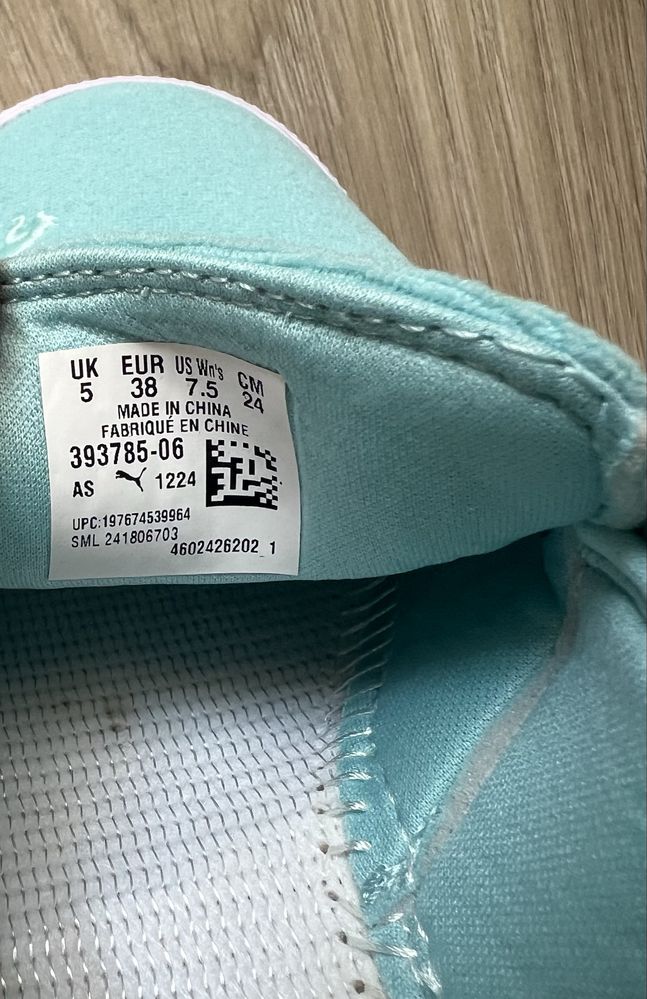 UK EUR US Wn's CM
5 38 7.5 24
MADE IN CHINA
FABRIQUÉ EN CHINE
393785-06
AS 1224
UPC:197674539964
SML 241806703
4602426202_1